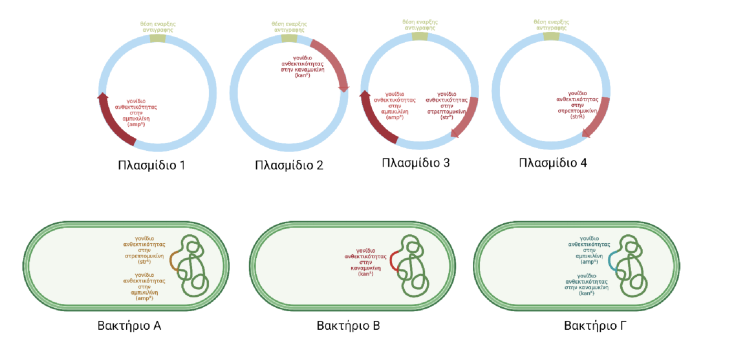 θέση έναρξης
αντιγραφής
θέση έναρξης
αντιγραφής
θέση έναρξης
αντιγραφής
θέση έναρξης
αντιγραφής
γονίδιο
ανθεκτικότητας
στην
αμπικιλίνη
(ampᴿ)
γονίδιο
ανθεκτικότητας
στην καναμυκίνη
(kanᴿ)
γονίδιο
ανθεκτικότητας
στην
αμπικιλίνη
(ampᴿ)
γονίδιο
ανθεκτικότητας
στην
στρεπτομυκίνη
(strᴿ)
γονίδιο
ανθεκτικότητας
στην
στρεπτομυκίνη
(strR)
Πλασμίδιο 1
Πλασμίδιο 2
Πλασμίδιο 3
Πλασμίδιο 4
γονίδιο
ανθεκτικότητας
στην
στρεπτομυκίνη
(strᴿ)
γονίδιο
ανθεκτικότητας
στην
αμπικιλίνη
(ampᴿ)
γονίδιο
ανθεκτικότητας
στην
καναμυκίνη
(kanᴿ)
γονίδιο
ανθεκτικότητας
στην
αμπικιλίνη
(ampᴿ)
γονίδιο
ανθεκτικότητας
στην καναμυκίνη
(kanᴿ)
Βακτήριο Α
Βακτήριο Β
Βακτήριο Γ